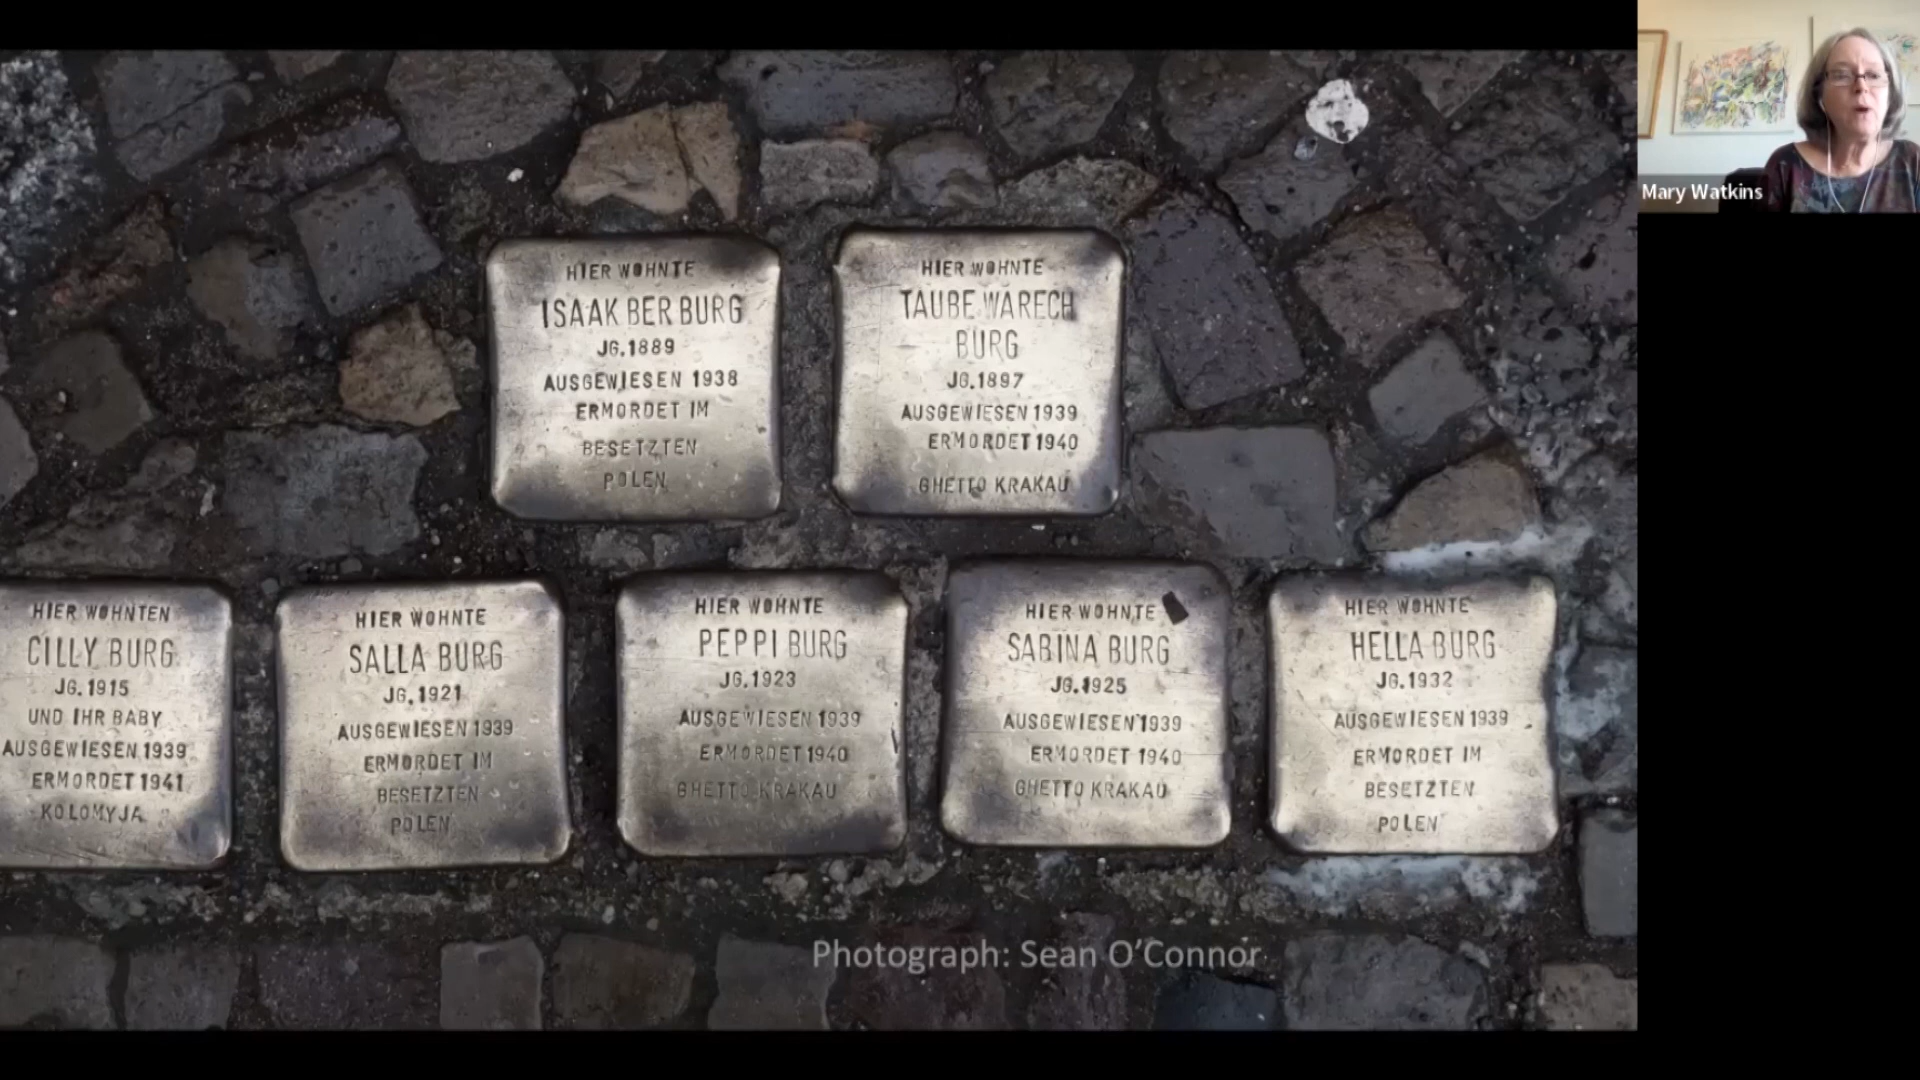 Mary Watkins
HIER WOHNTE
ISAAK BER BURG
JG.1889
AUSGEWIESEN 1938
ERMORDET IM
BESETZTEN
POLEN
HIER WOHNTE
TAUBE WARECH
BURG
JG.1897
AUSGEWIESEN 1939
ERMORDET 1940
GHETTO KRAKAU
HIER WOHNTEN
CILLY BURG
JG.1915
UND IHR BABY
AUSGEWIESEN 1939
ERMORDET 1941
KOLOMYJA
HIER WOHNTE
SALLA BURG
JG.1921
AUSGEWIESEN 1939
ERMORDET IM
BESETZTEN
POLEN
HIER WOHNTE
PEPPI BURG
JG.1923
AUSGEWIESEN 1939
ERMORDET 1940
GHETTO KRAKAU
HIER WOHNTE
SABINA BURG
JG.1925
AUSGEWIESEN 1939
ERMORDET 1940
GHETTO KRAKAU
HIER WOHNTE
HELLA BURG
JG.1932
AUSGEWIESEN 1939
ERMORDET IM
BESETZTEN
POLEN
Photograph: Sean O'Connor